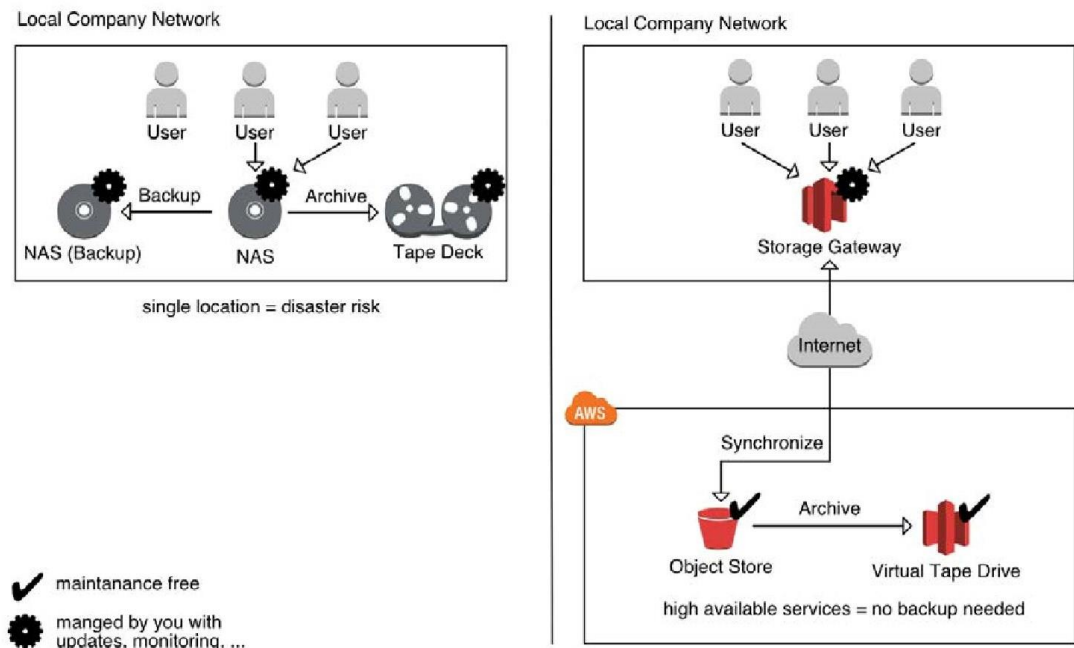 Local Company Network
User User User
Backup Archive
NAS (Backup) NAS Tape Deck
single location = disaster risk
Local Company Network
User User User
Storage Gateway
Internet
AWS
Synchronize
Archive
Object Store Virtual Tape Drive
high available services = no backup needed
maintanance free
manged by you with
updates, monitoring, ...